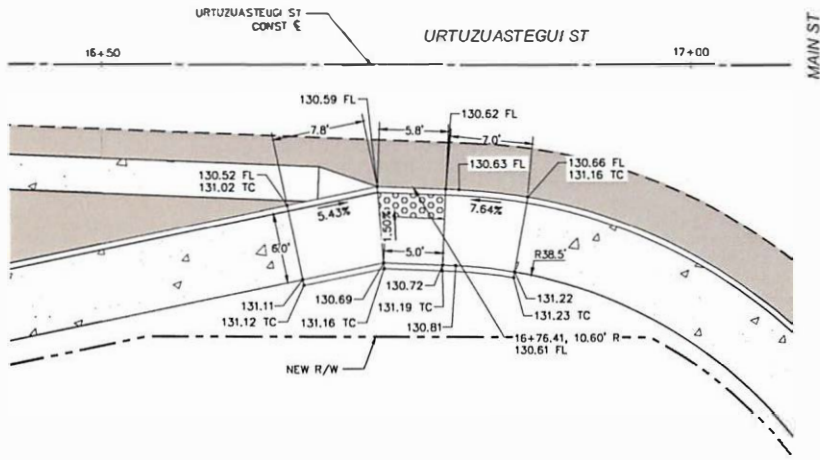 URTUZUASTEUGI ST
CONST ℄
URTUZUASTEGUI ST
MAIN ST
16+50
17+00
130.59 FL
130.62 FL
7.8'
5.8'
7.0'
130.63 FL
130.52 FL
131.02 TC
130.66 FL
131.16 TC
5.43%
1.50%
7.64%
6.0'
5.0'
R38.5'
131.11
131.12 TC
130.69
131.16 TC
130.72
131.19 TC
130.81
131.22
131.23 TC
16+76.41, 10.60' R
130.61 FL
NEW R/W